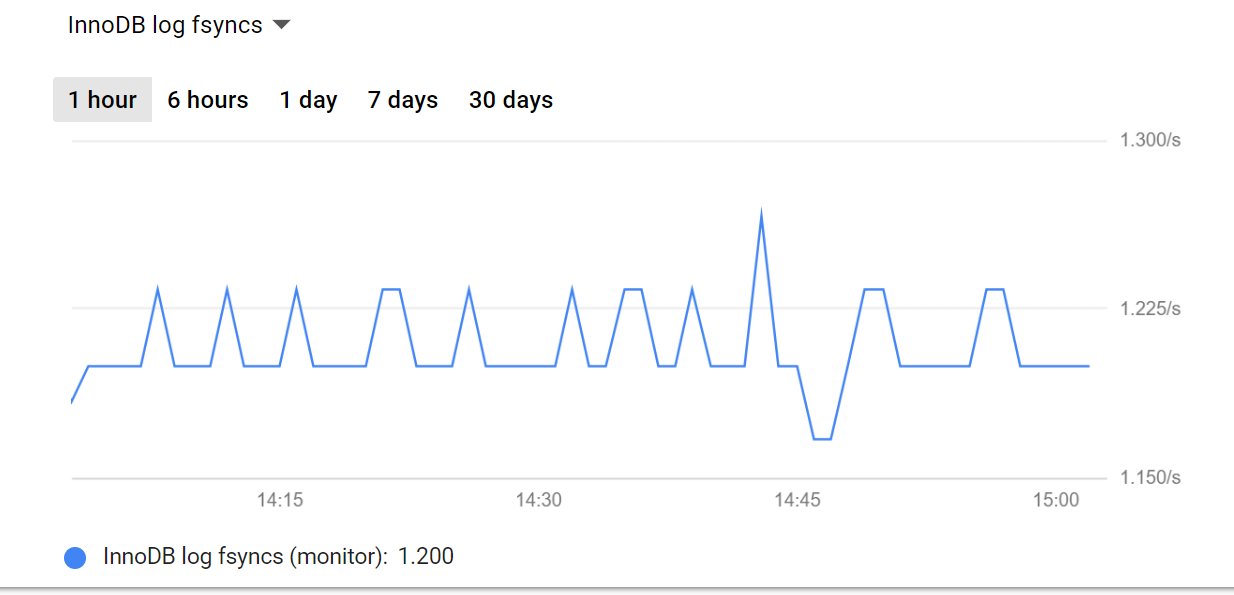 InnoDB log fsyncs
1 hour 6 hours 1 day 7 days 30 days
1.300/s
1.225/s
1.150/s
14:15 14:30 14:45 15:00
InnoDB log fsyncs (monitor): 1.200